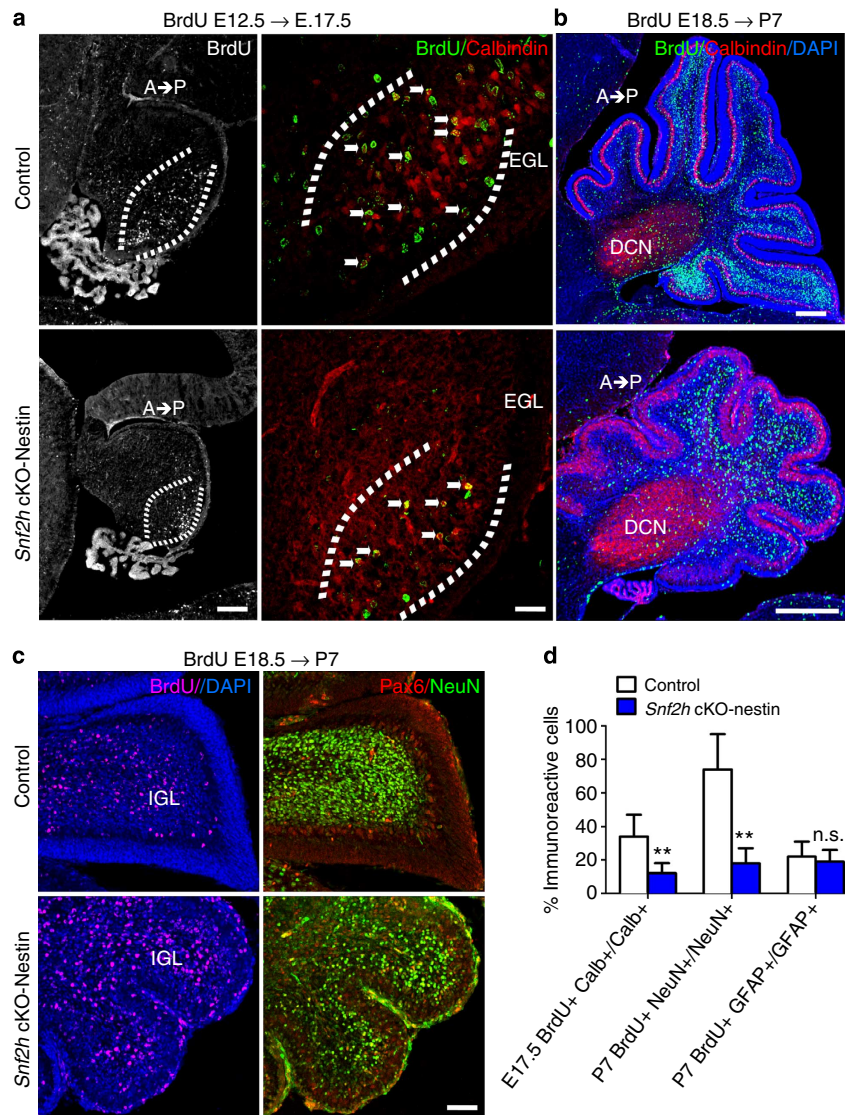 a
BrdU E12.5 → E.17.5
BrdU
A➔P
Control
BrdU/Calbindin
EGL
A➔P
Snf2h cKO-Nestin
EGL
b
BrdU E18.5 → P7
BrdU/Calbindin/DAPI
A➔P
DCN
A➔P
DCN
c
BrdU E18.5 → P7
BrdU//DAPI
Pax6/NeuN
Control
IGL
Snf2h cKO-Nestin
IGL
d
Control
Snf2h cKO-nestin
% Immunoreactive cells
100
80
60
40
20
0
**
**
n.s.
E17.5 BrdU+ Calb+/Calb+
P7 BrdU+ NeuN+/NeuN+
P7 BrdU+ GFAP+/GFAP+